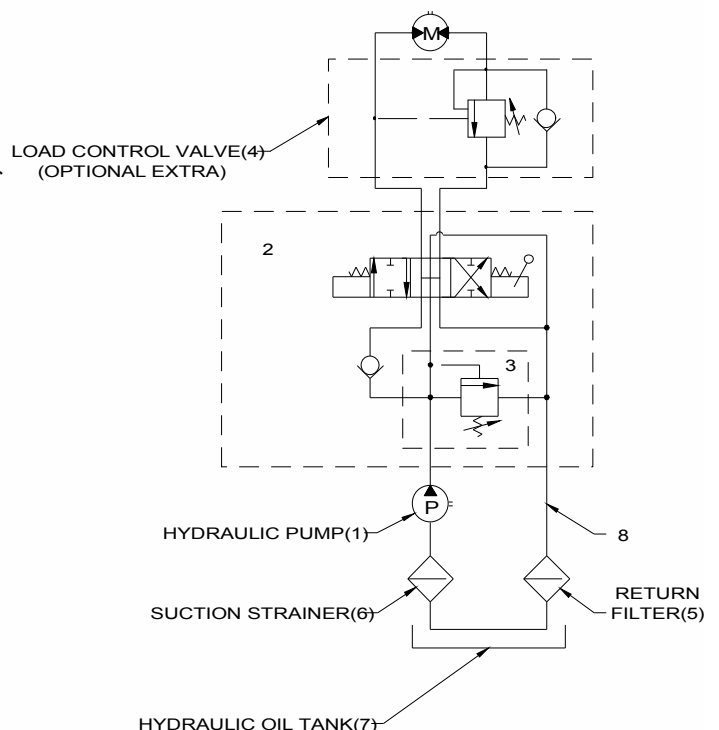 M
LOAD CONTROL VALVE(4)
(OPTIONAL EXTRA)
2
3
P
HYDRAULIC PUMP(1)
8
SUCTION STRAINER(6)
RETURN
FILTER(5)
HYDRAULIC OIL TANK(7)